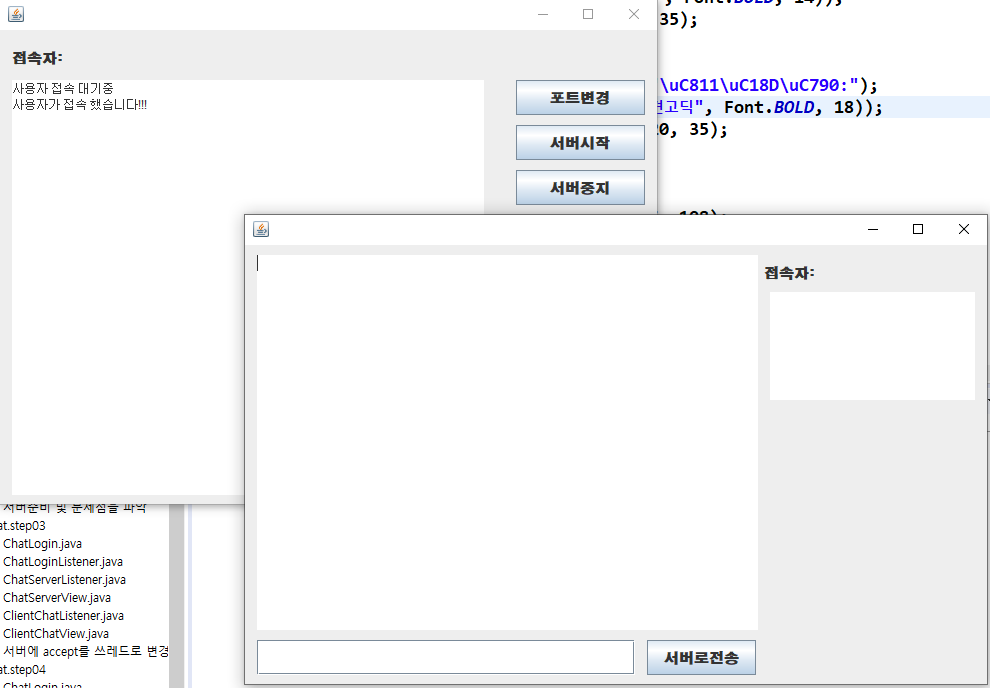 , Font.BOLD, 14));
35);
접속자:
사용자 접속 대기중
사용자가 접속 했습니다!!!
포트변경
서버시작
서버중지
\uC811\uC18D\uC790:");
견고딕", Font.BOLD, 18));
20, 35);
접속자:
서버로전송
서버준비 및 문제점을 파악
at.step03
ChatLogin.java
ChatLoginListener.java
ChatServerListener.java
ChatServerView.java
ClientChatListener.java
ClientChatView.java
서버에 accept를 쓰레드로 변경
at.step04
ChatLogin.java